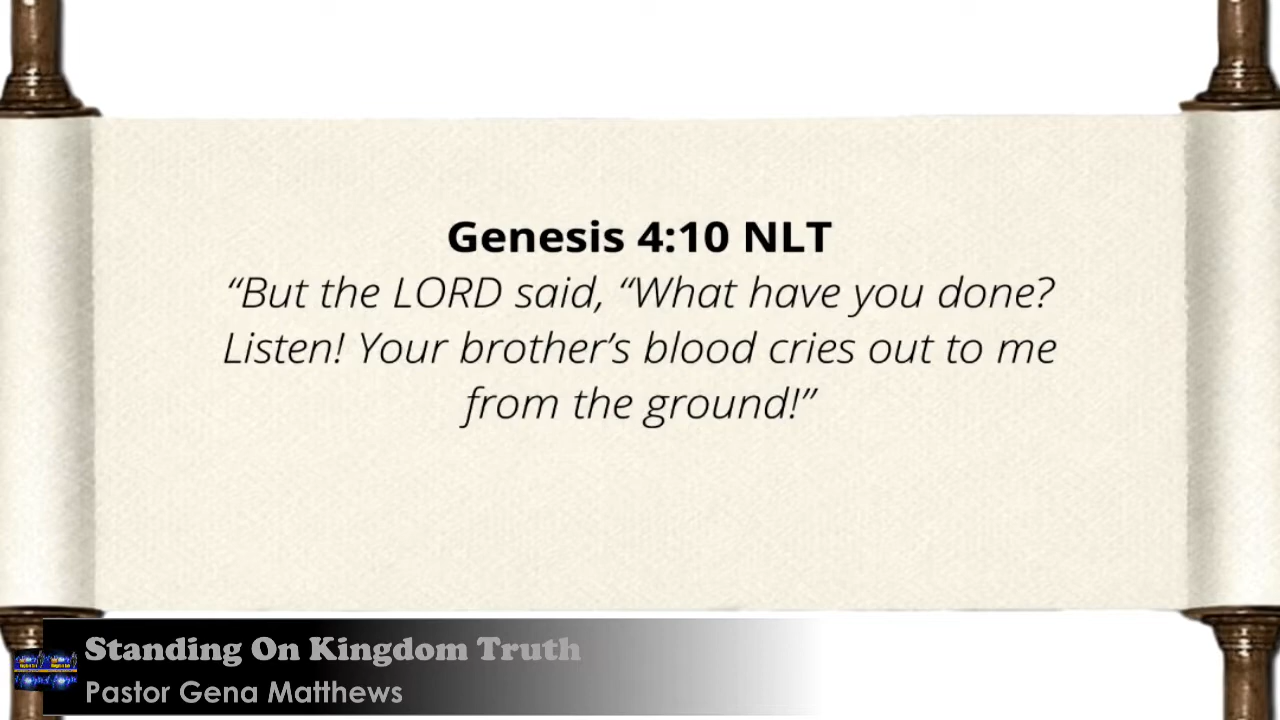 Genesis 4:10 NLT
“But the LORD said, “What have you done?
Listen! Your brother’s blood cries out to me
from the ground!”
Standing On Kingdom Truth
Pastor Gena Matthews